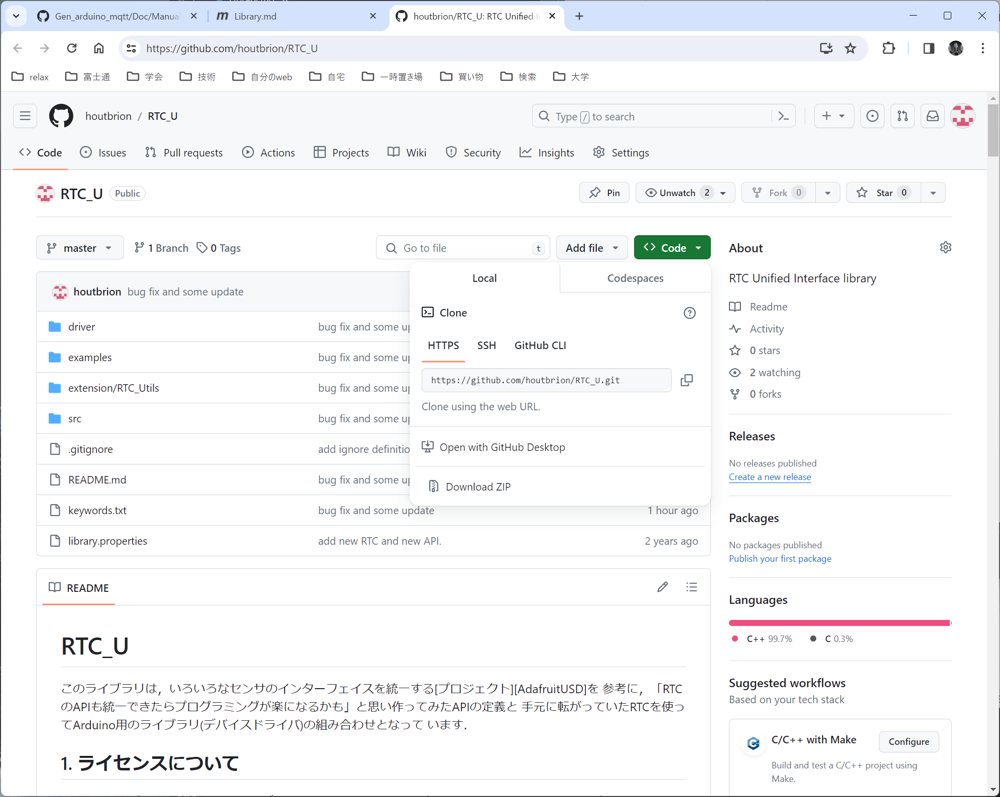 Gen_arduino_mqtt/Doc/Manua
Library.md
houtbrion/RTC_U: RTC Unified I
https://github.com/houtbrion/RTC_U
relax
富士通
学会
技術
自分のweb
自宅
一時置き場
買い物
検索
大学
houtbrion / RTC_U
Type / to search
Code
Issues
Pull requests
Actions
Projects
Wiki
Security
Insights
Settings
RTC_U Public
Pin
Unwatch 2
Fork 0
Star 0
master
1 Branch
0 Tags
Go to file t
Add file
Code
Local
Codespaces
Clone
HTTPS
SSH
GitHub CLI
https://github.com/houtbrion/RTC_U.git
Clone using the web URL.
Open with GitHub Desktop
Download ZIP
houtbrion bug fix and some update
driver bug fix and some up
examples bug fix and some up
extension/RTC_Utils bug fix and some up
src bug fix and some up
.gitignore add ignore definitio
README.md bug fix and some up
keywords.txt bug fix and some update 1 hour ago
library.properties add new RTC and new API. 2 years ago
README
RTC_U
このライブラリは，いろいろなセンサのインターフェイスを統一する[プロジェクト][AdafruitUSD]を 参考に，「RTC
のAPIも統一できたらプログラミングが楽になるかも」と思い作ってみたAPIの定義と 手元に転がっていたRTCを使っ
てArduino用のライブラリ(デバイスドライバ)の組み合わせとなって います．
1. ライセンスについて
About
RTC Unified Interface library
Readme
Activity
0 stars
2 watching
0 forks
Releases
No releases published
Create a new release
Packages
No packages published
Publish your first package
Languages
C++ 99.7%
C 0.3%
Suggested workflows
Based on your tech stack
C/C++ with Make
Configure
Build and test a C/C++ project using
Make.